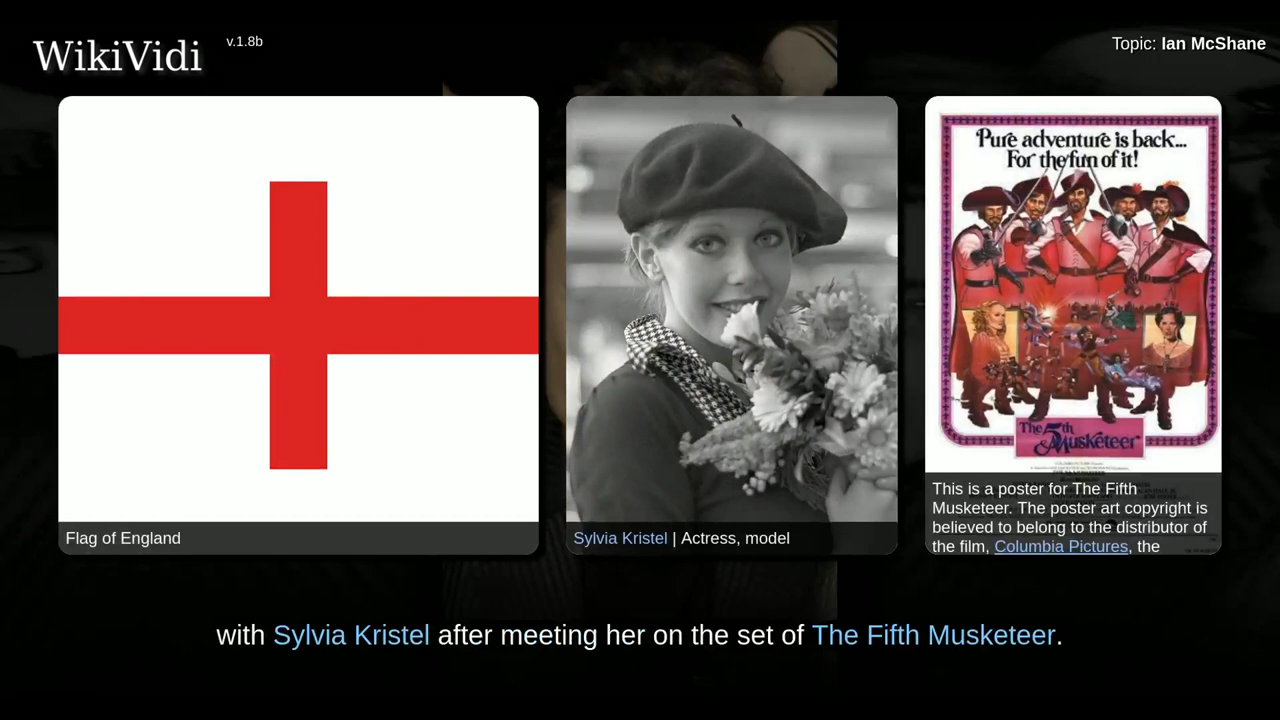 WikiVidi
v.1.8b
Topic: Ian McShane
Pure adventure is back...
For the fun of it!
The 5th
Musketeer
Flag of England
Sylvia Kristel | Actress, model
This is a poster for The Fifth
Musketeer. The poster art copyright is
believed to belong to the distributor of
the film, Columbia Pictures, the
with Sylvia Kristel after meeting her on the set of The Fifth Musketeer.